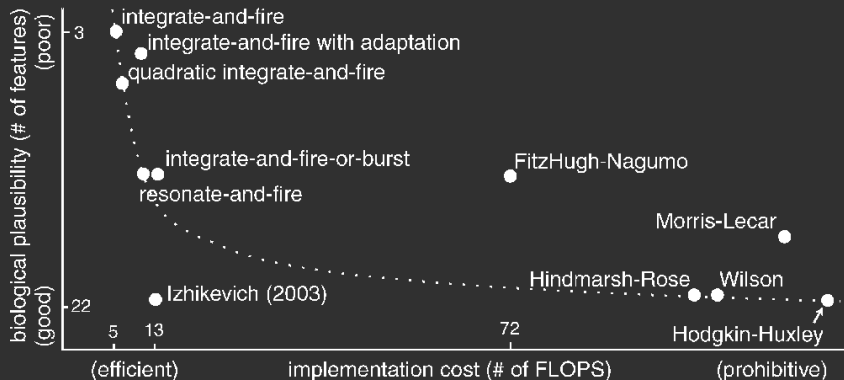 integrate-and-fire
3
integrate-and-fire with adaptation
quadratic integrate-and-fire
integrate-and-fire-or-burst
FitzHugh-Nagumo
resonate-and-fire
Morris-Lecar
Hindmarsh-Rose
Wilson
Izhikevich (2003)
22
Hodgkin-Huxley
biological plausibility (# of features)
(good)
(poor)
5
13
72
(efficient)
implementation cost (# of FLOPS)
(prohibitive)